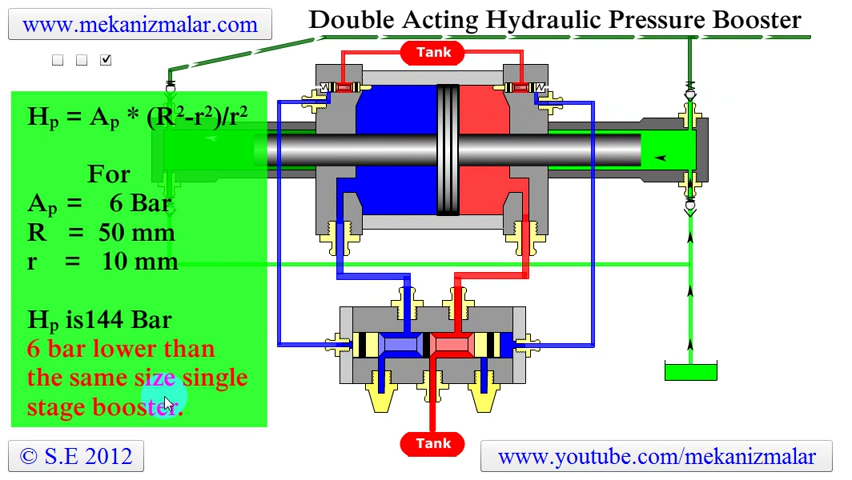 www.mekanizmalar.com
Double Acting Hydraulic Pressure Booster
Tank
Hp = Ap * (R²-r²)/r²
For
Ap = 6 Bar
R = 50 mm
r = 10 mm
Hp is144 Bar
6 bar lower than
the same size single
stage booster.
Tank
© S.E 2012
www.youtube.com/mekanizmalar